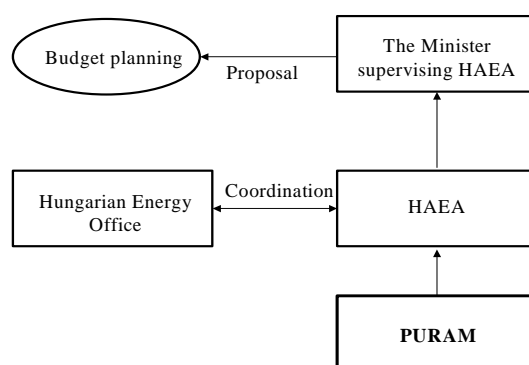 Budget planning
Proposal
The Minister
supervising HAEA
Hungarian Energy
Office
Coordination
HAEA
PURAM